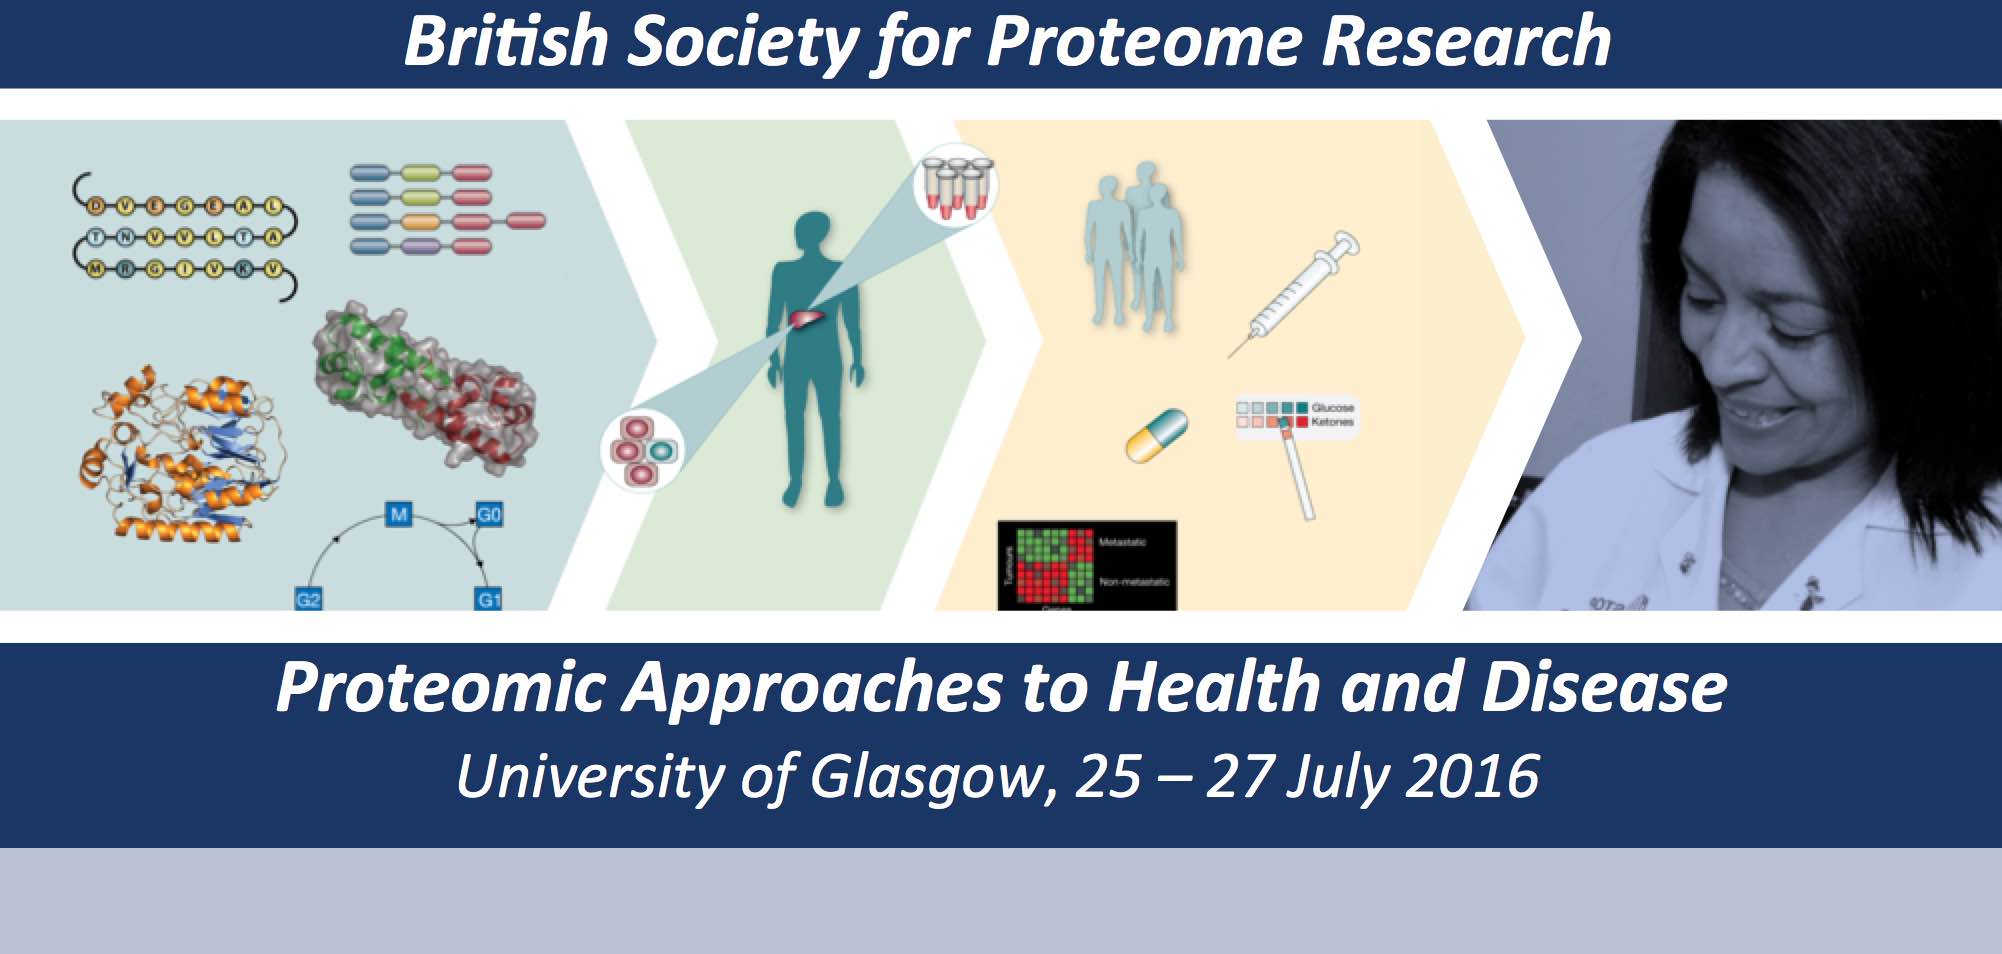 British Society for Proteome Research
D V E G E A L
T N V V L T A
M R G I V K V
Glucose
Ketones
M
G0
G2
G1
Tumours
Metastatic
Non-metastatic
Proteomic Approaches to Health and Disease
University of Glasgow, 25 – 27 July 2016